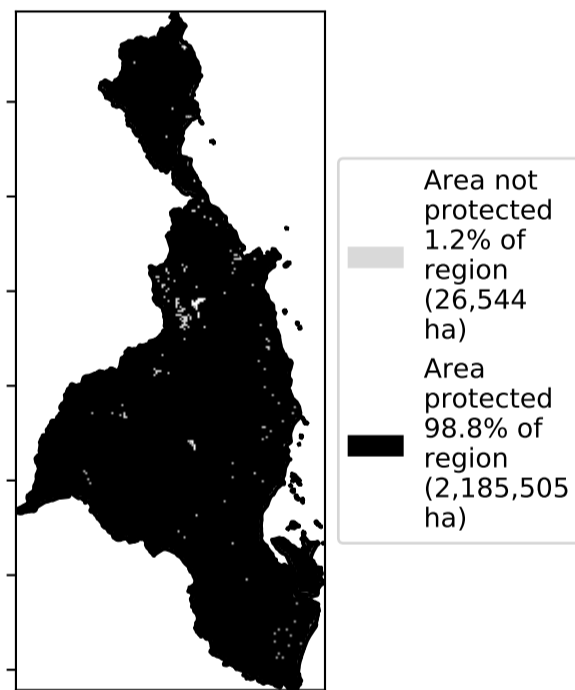 Area not
protected
1.2% of
region
(26,544
ha)
Area
protected
98.8% of
region
(2,185,505
ha)